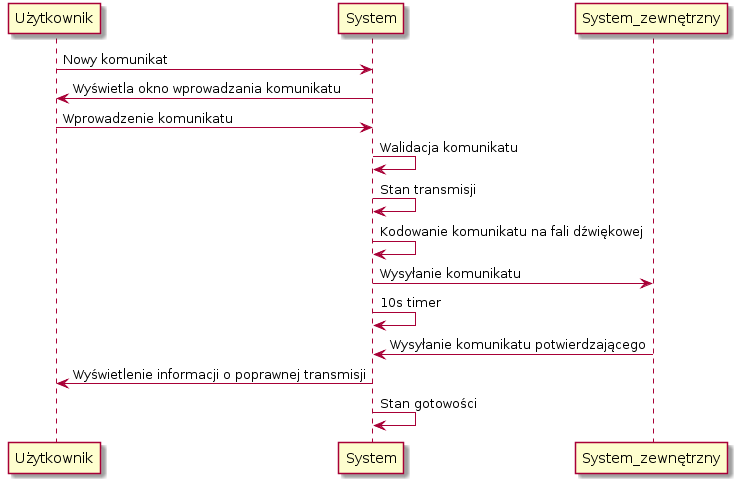 Użytkownik
System
System_zewnętrzny
Nowy komunikat
Wyświetla okno wprowadzania komunikatu
Wprowadzenie komunikatu
Walidacja komunikatu
Stan transmisji
Kodowanie komunikatu na fali dźwiękowej
Wysyłanie komunikatu
10s timer
Wysyłanie komunikatu potwierdzającego
Wyświetlenie informacji o poprawnej transmisji
Stan gotowości
Użytkownik
System
System_zewnętrzny